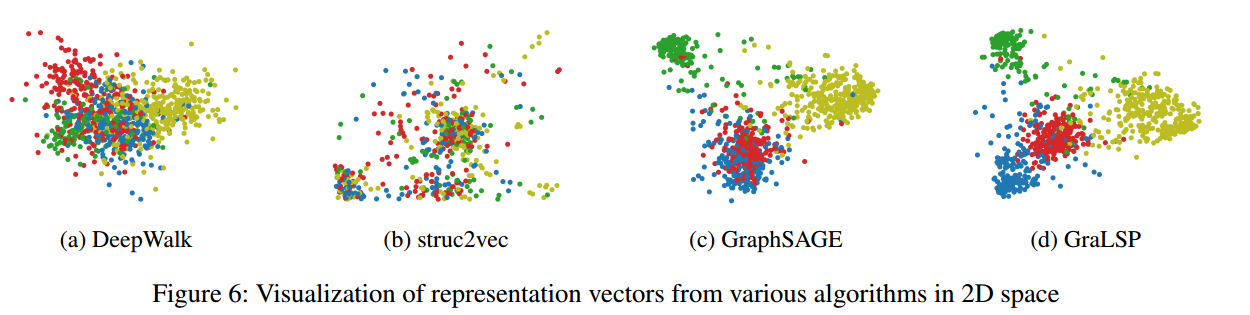 (a) DeepWalk
(b) struc2vec
(c) GraphSAGE
(d) GraLSP
Figure 6: Visualization of representation vectors from various algorithms in 2D space